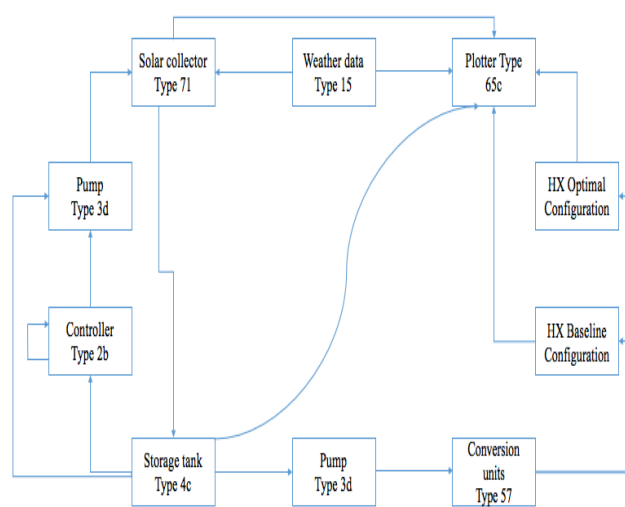 Solar collector
Type 71
Weather data
Type 15
Plotter Type
65c
Pump
Type 3d
HX Optimal
Configuration
Controller
Type 2b
HX Baseline
Configuration
Storage tank
Type 4c
Pump
Type 3d
Conversion
units
Type 57